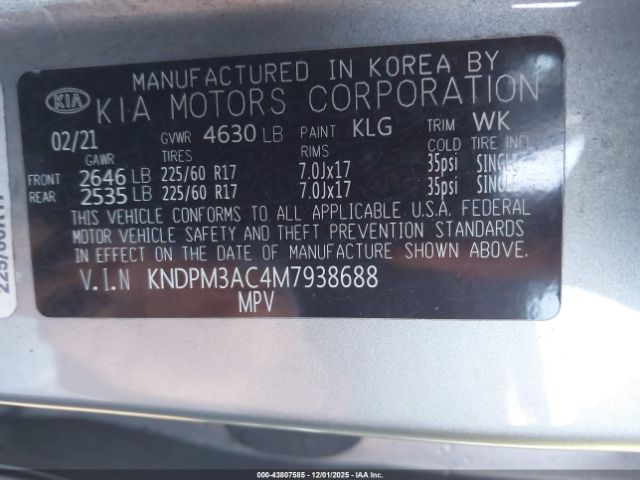 MANUFACTURED IN KOREA BY
KIA KIA MOTORS CORPORATION
02/21 GVWR 4630 LB PAINT KLG TRIM WK
GAWR TIRES RIMS COLD TIRE INFL
FRONT 2646 LB 225/60 R17 7.0Jx17 35psi SINGLE
REAR 2535 LB 225/60 R17 7.0Jx17 35psi SINGLE
THIS VEHICLE CONFORMS TO ALL APPLICABLE U.S.A. FEDERAL
MOTOR VEHICLE SAFETY AND THEFT PREVENTION STANDARDS
IN EFFECT ON THE DATE OF MANUFACTURE SHOWN ABOVE.
V.I.N KNDPM3AC4M7938688
MPV
225/60R17
000-43807585 - 12/01/2025 - IAA, Inc.